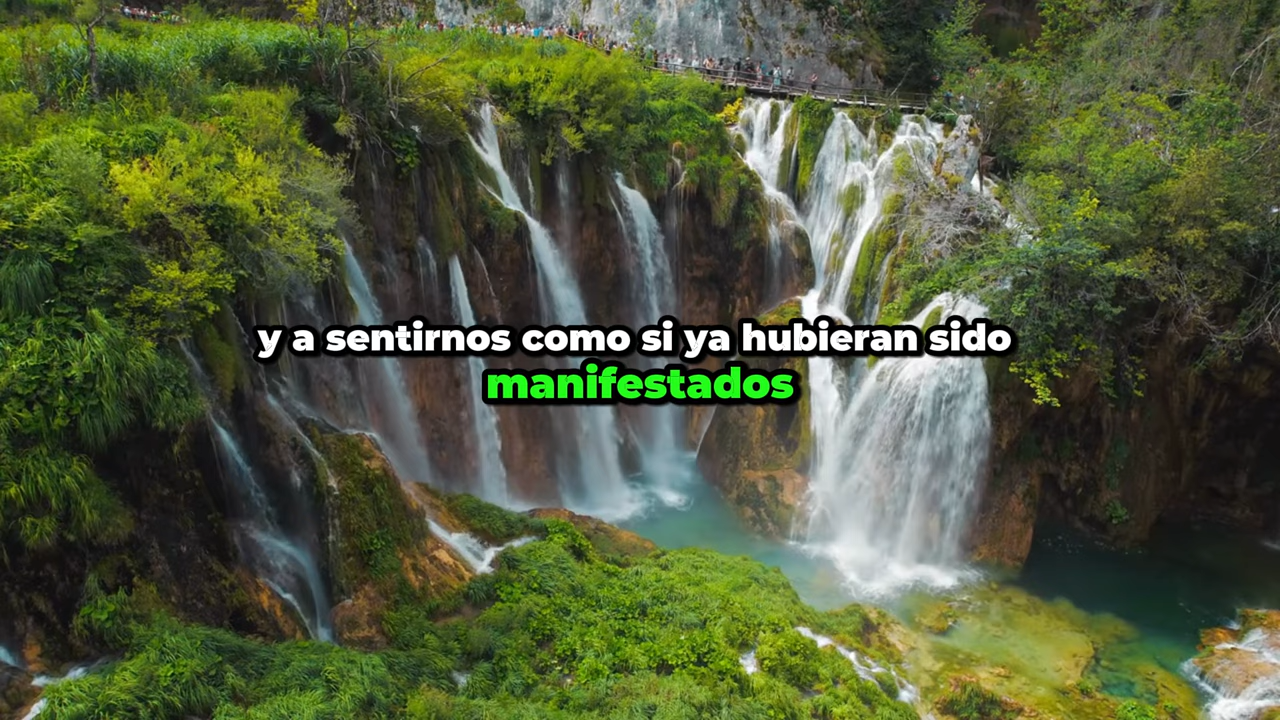 y a sentirnos como si ya hubieran sido
manifestados